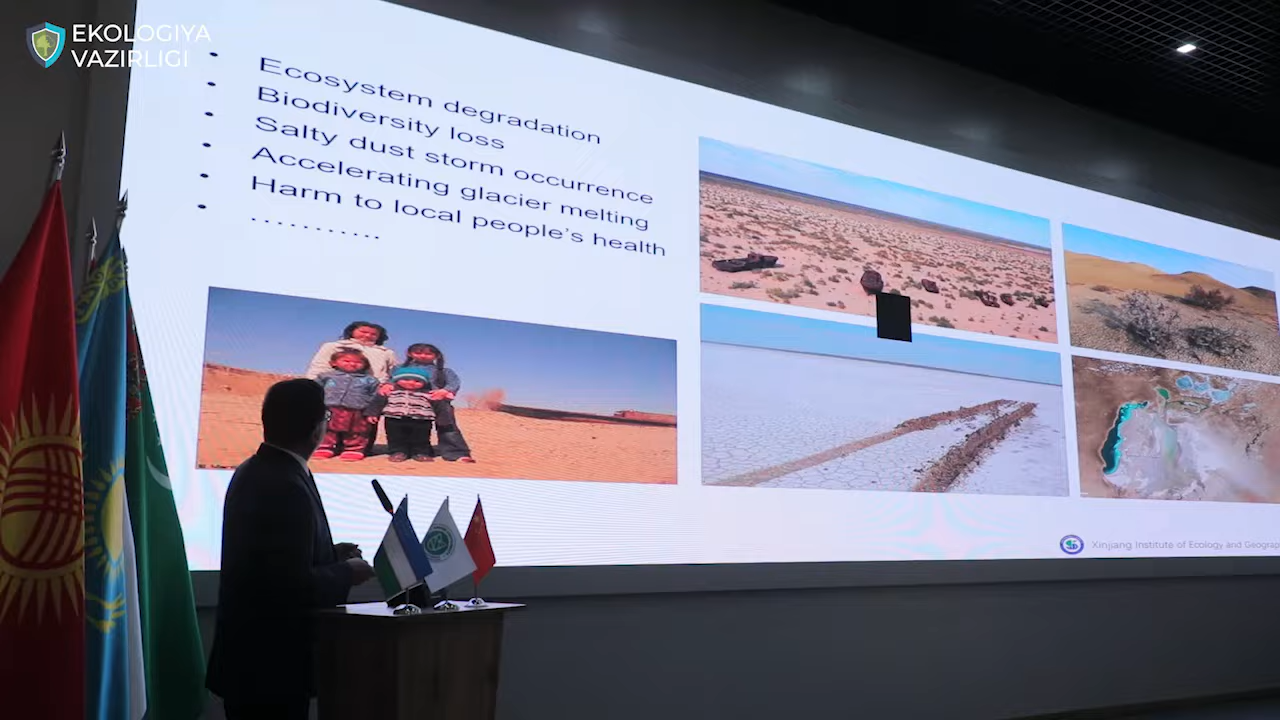 EKOLOGIYA
VAZIRLIGI
• Ecosystem degradation
• Biodiversity loss
• Salty dust storm occurrence
• Accelerating glacier melting
• Harm to local people's health
• ...........
Xinjiang Institute of Ecology and Geograp